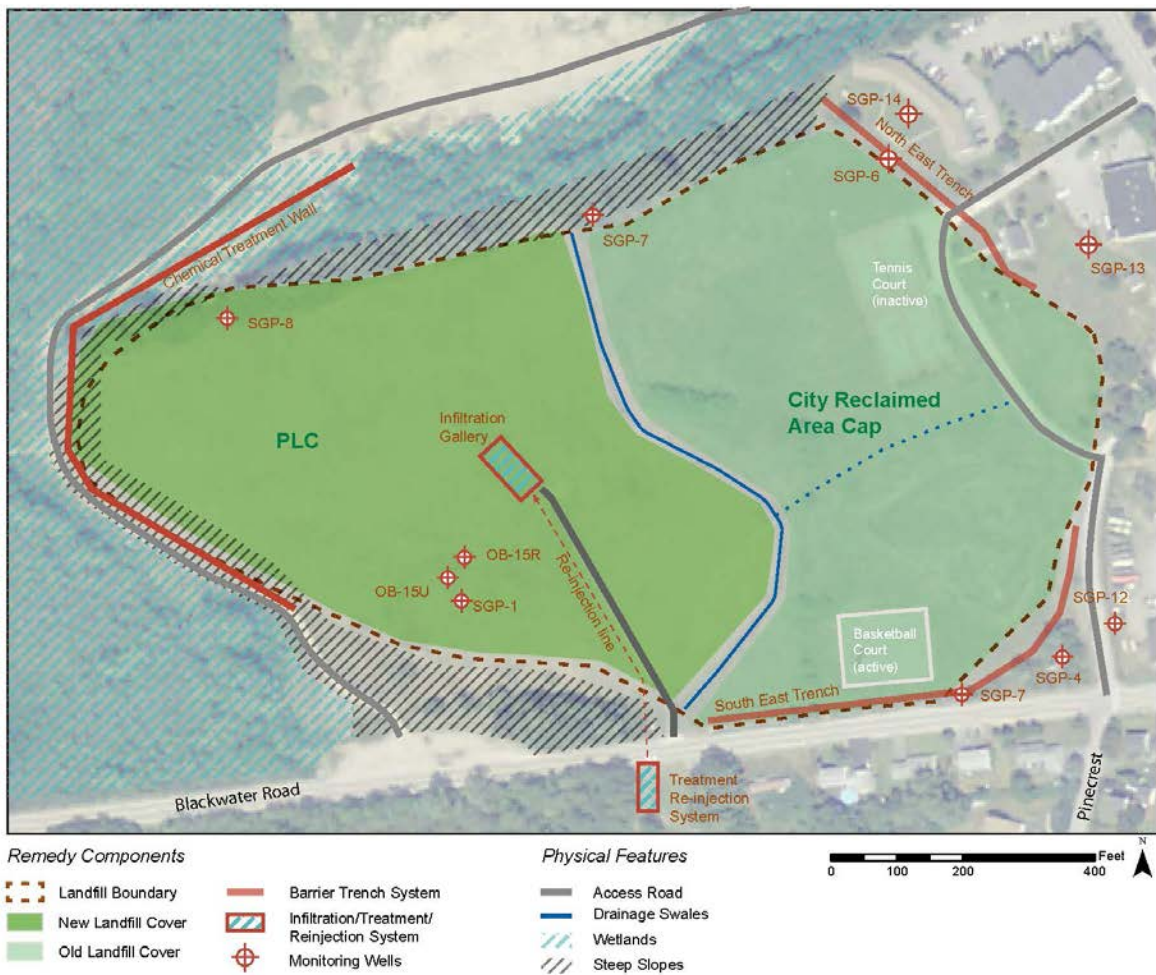 SGP-14
North East Trench
SGP-6
Chemical Treatment Wall
SGP-7
SGP-13
Tennis
Court
(inactive)
SGP-8
City Reclaimed
Area Cap
Infiltration
Gallery
PLC
OB-15R
OB-15U
SGP-1
Re-injection line
SGP-12
Basketball
Court
(active)
SGP-4
SGP-7
South East Trench
Blackwater Road
Treatment
Re-injection
System
Pinecrest
Remedy Components
Landfill Boundary
New Landfill Cover
Old Landfill Cover
Barrier Trench System
Infiltration/Treatment/
Reinjection System
Monitoring Wells
Physical Features
Access Road
Drainage Swales
Wetlands
Steep Slopes
Feet
0 100 200 400
N